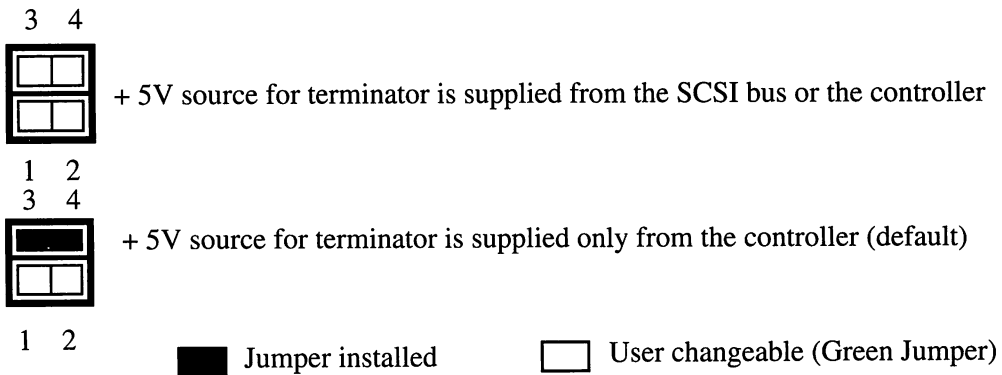 3 4
+ 5V source for terminator is supplied from the SCSI bus or the controller
1 2
3 4
+ 5V source for terminator is supplied only from the controller (default)
1 2
Jumper installed
User changeable (Green Jumper)